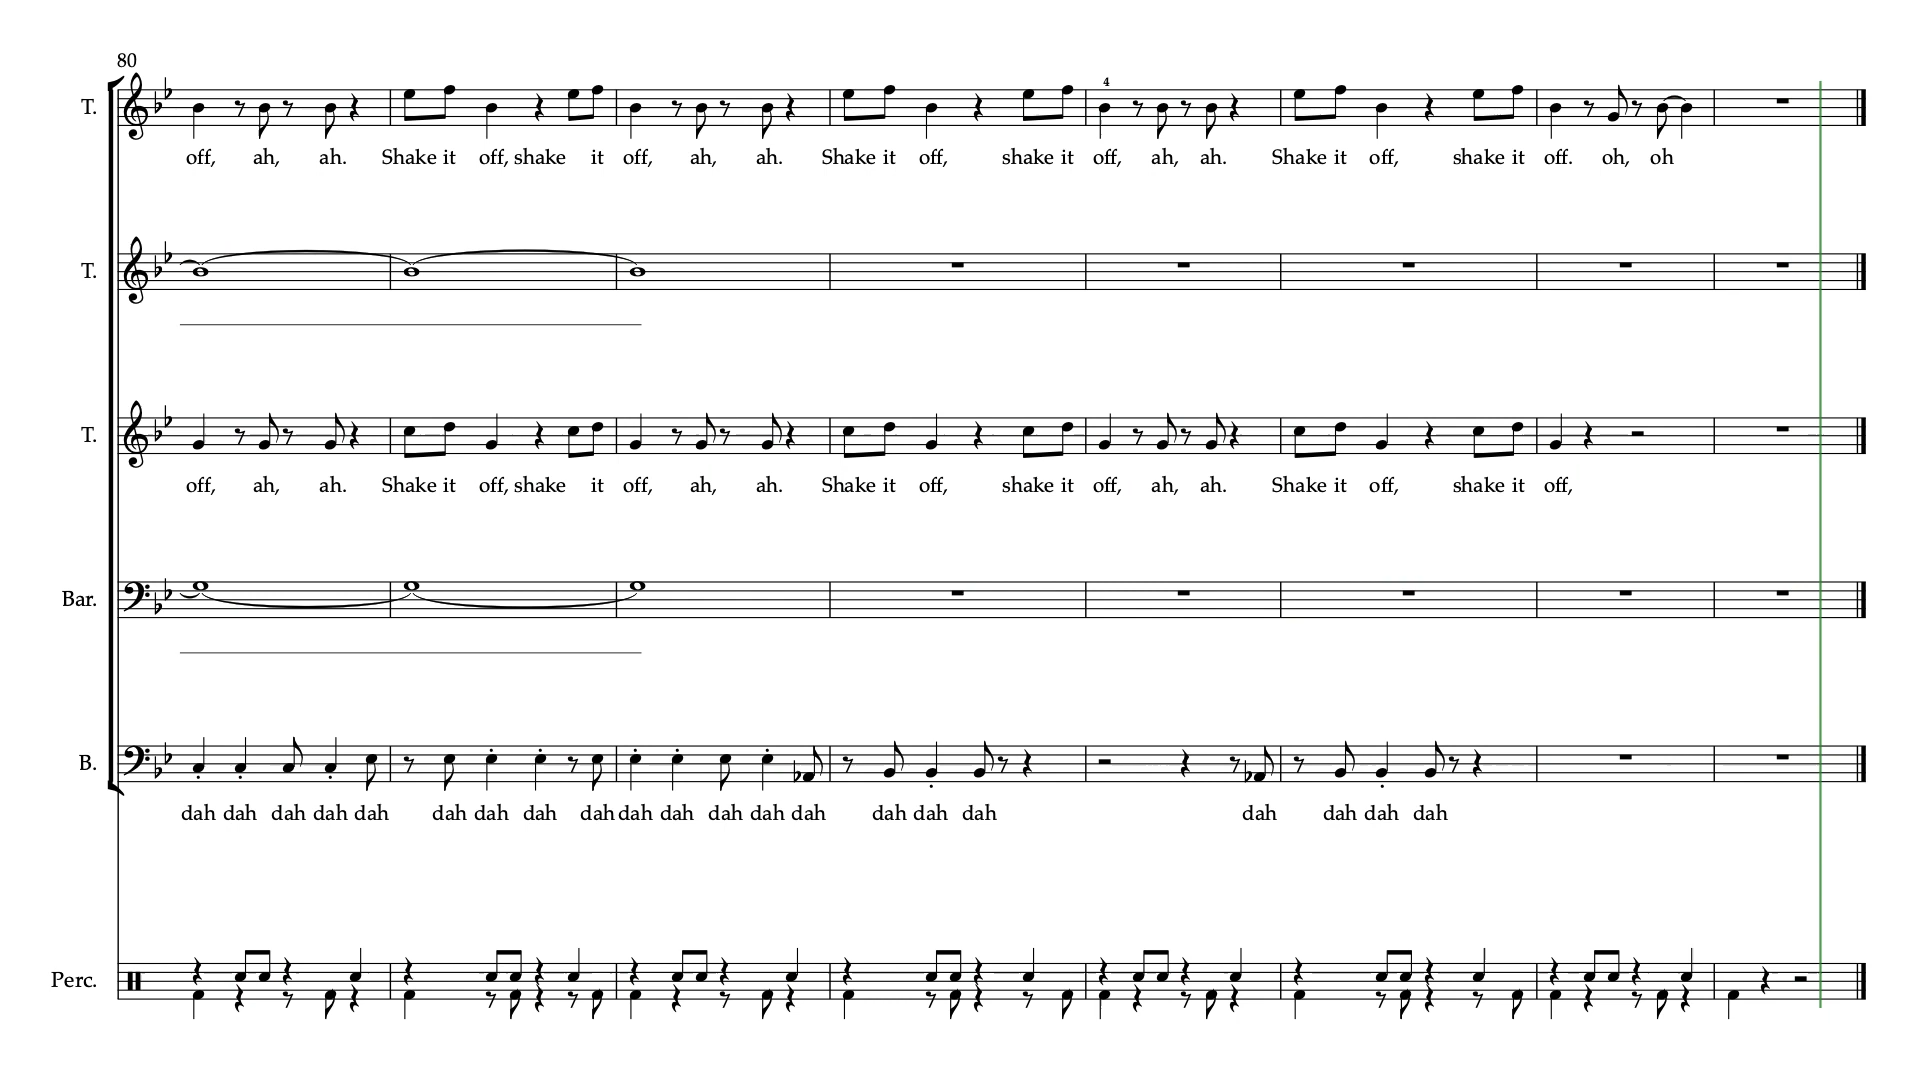 80
T.
4
off, ah, ah. Shake it off, shake it off, ah, ah. Shake it off, shake it off, ah, ah. Shake it off, shake it off. oh, oh
T.
T.
off, ah, ah. Shake it off, shake it off, ah, ah. Shake it off, shake it off, ah, ah. Shake it off, shake it off,
Bar.
B.
dah dah dah dah dah dah dah dah dah dah dah dah dah dah dah dah dah dah dah dah dah
Perc.